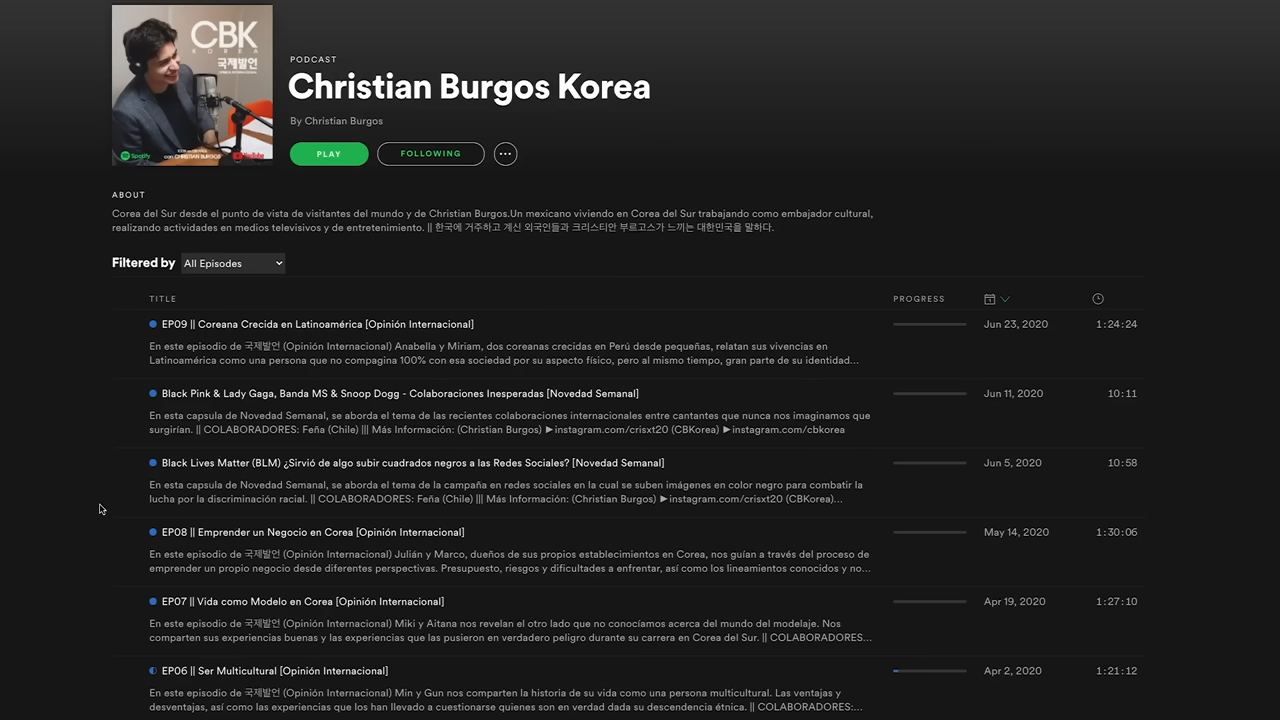 CBK
KOREA
국제발언
Spotify
con CHRISTIAN BURGOS
YouTube
PODCAST
Christian Burgos Korea
By Christian Burgos
PLAY
FOLLOWING
ABOUT
Corea del Sur desde el punto de vista de visitantes del mundo y de Christian Burgos.Un mexicano viviendo en Corea del Sur trabajando como embajador cultural,
realizando actividades en medios televisivos y de entretenimiento. || 한국에 거주하고 계신 외국인들과 크리스티안 부르고스가 느끼는 대한민국을 말하다.
Filtered by All Episodes
TITLE PROGRESS
EP09 || Coreana Crecida en Latinoamérica [Opinión Internacional] Jun 23, 2020 1:24:24
En este episodio de 국제발언 (Opinión Internacional) Anabella y Miriam, dos coreanas crecidas en Perú desde pequeñas, relatan sus vivencias en
Latinoamérica como una persona que no compagina 100% con esa sociedad por su aspecto físico, pero al mismo tiempo, gran parte de su identidad…
Black Pink & Lady Gaga, Banda MS & Snoop Dogg - Colaboraciones Inesperadas [Novedad Semanal] Jun 11, 2020 10:11
En esta capsula de Novedad Semanal, se aborda el tema de las recientes colaboraciones internacionales entre cantantes que nunca nos imaginamos que
surgirían. || COLABORADORES: Feña (Chile) ||| Más Información: (Christian Burgos) ▶instagram.com/crisxt20 (CBKorea) ▶instagram.com/cbkorea
Black Lives Matter (BLM) ¿Sirvió de algo subir cuadrados negros a las Redes Sociales? [Novedad Semanal] Jun 5, 2020 10:58
En esta capsula de Novedad Semanal, se aborda el tema de la campaña en redes sociales en la cual se suben imágenes en color negro para combatir la
lucha por la discriminación racial. || COLABORADORES: Feña (Chile) ||| Más Información: (Christian Burgos) ▶instagram.com/crisxt20 (CBKorea)…
EP08 || Emprender un Negocio en Corea [Opinión Internacional] May 14, 2020 1:30:06
En este episodio de 국제발언 (Opinión Internacional) Julián y Marco, dueños de sus propios establecimientos en Corea, nos guían a través del proceso de
emprender un propio negocio desde diferentes perspectivas. Presupuesto, riesgos y dificultades a enfrentar, así como los lineamientos conocidos y no…
EP07 || Vida como Modelo en Corea [Opinión Internacional] Apr 19, 2020 1:27:10
En este episodio de 국제발언 (Opinión Internacional) Miki y Aitana nos revelan el otro lado que no conocíamos acerca del mundo del modelaje. Nos
comparten sus experiencias buenas y las experiencias que las pusieron en verdadero peligro durante su carrera en Corea del Sur. || COLABORADORES…
EP06 || Ser Multicultural [Opinión Internacional] Apr 2, 2020 1:21:12
En este episodio de 국제발언 (Opinión Internacional) Min y Gun nos comparten la historia de su vida como una persona multicultural. Las ventajas y
desventajas, así como las experiencias que los han llevado a cuestionarse quienes son en verdad dada su descendencia étnica. || COLABORADORES:…